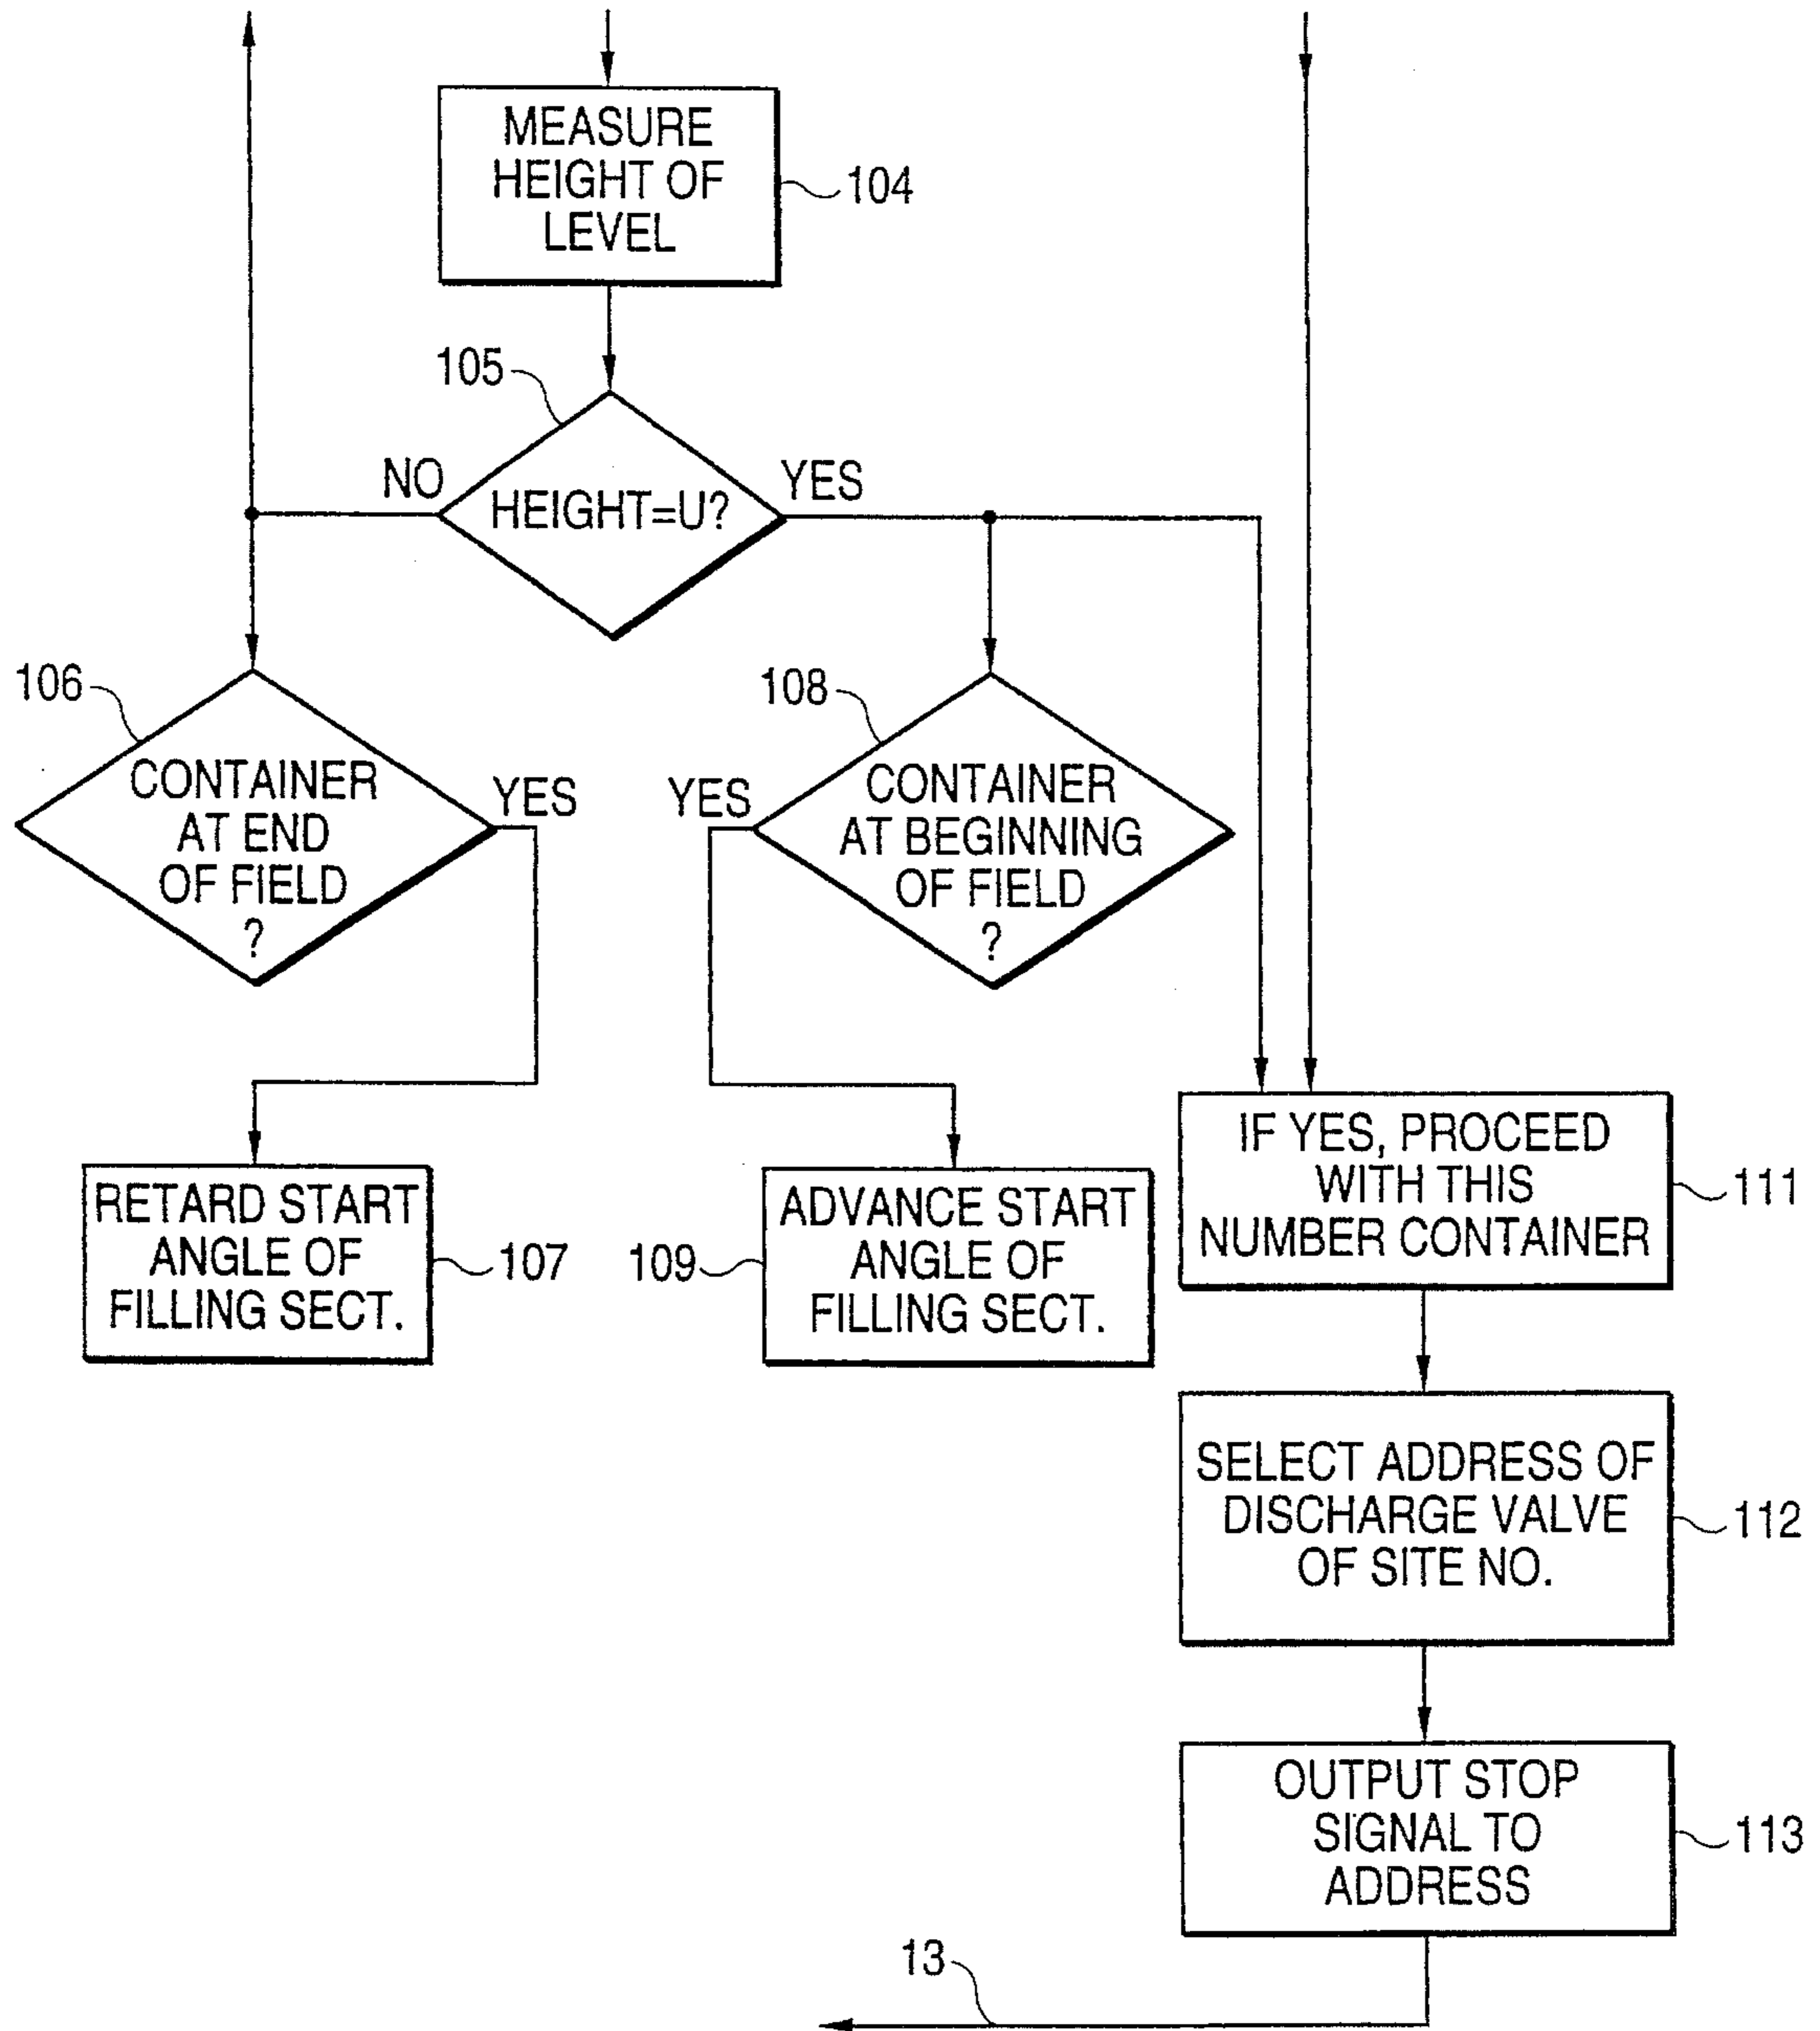 MEASURE
HEIGHT OF
LEVEL
104
105
NO
HEIGHT=U?
YES
106
CONTAINER
AT END
OF FIELD
?
YES
108
YES
CONTAINER
AT BEGINNING
OF FIELD
?
RETARD START
ANGLE OF
FILLING SECT.
107
109
ADVANCE START
ANGLE OF
FILLING SECT.
IF YES, PROCEED
WITH THIS
NUMBER CONTAINER
111
SELECT ADDRESS OF
DISCHARGE VALVE
OF SITE NO.
112
OUTPUT STOP
SIGNAL TO
ADDRESS
113
13